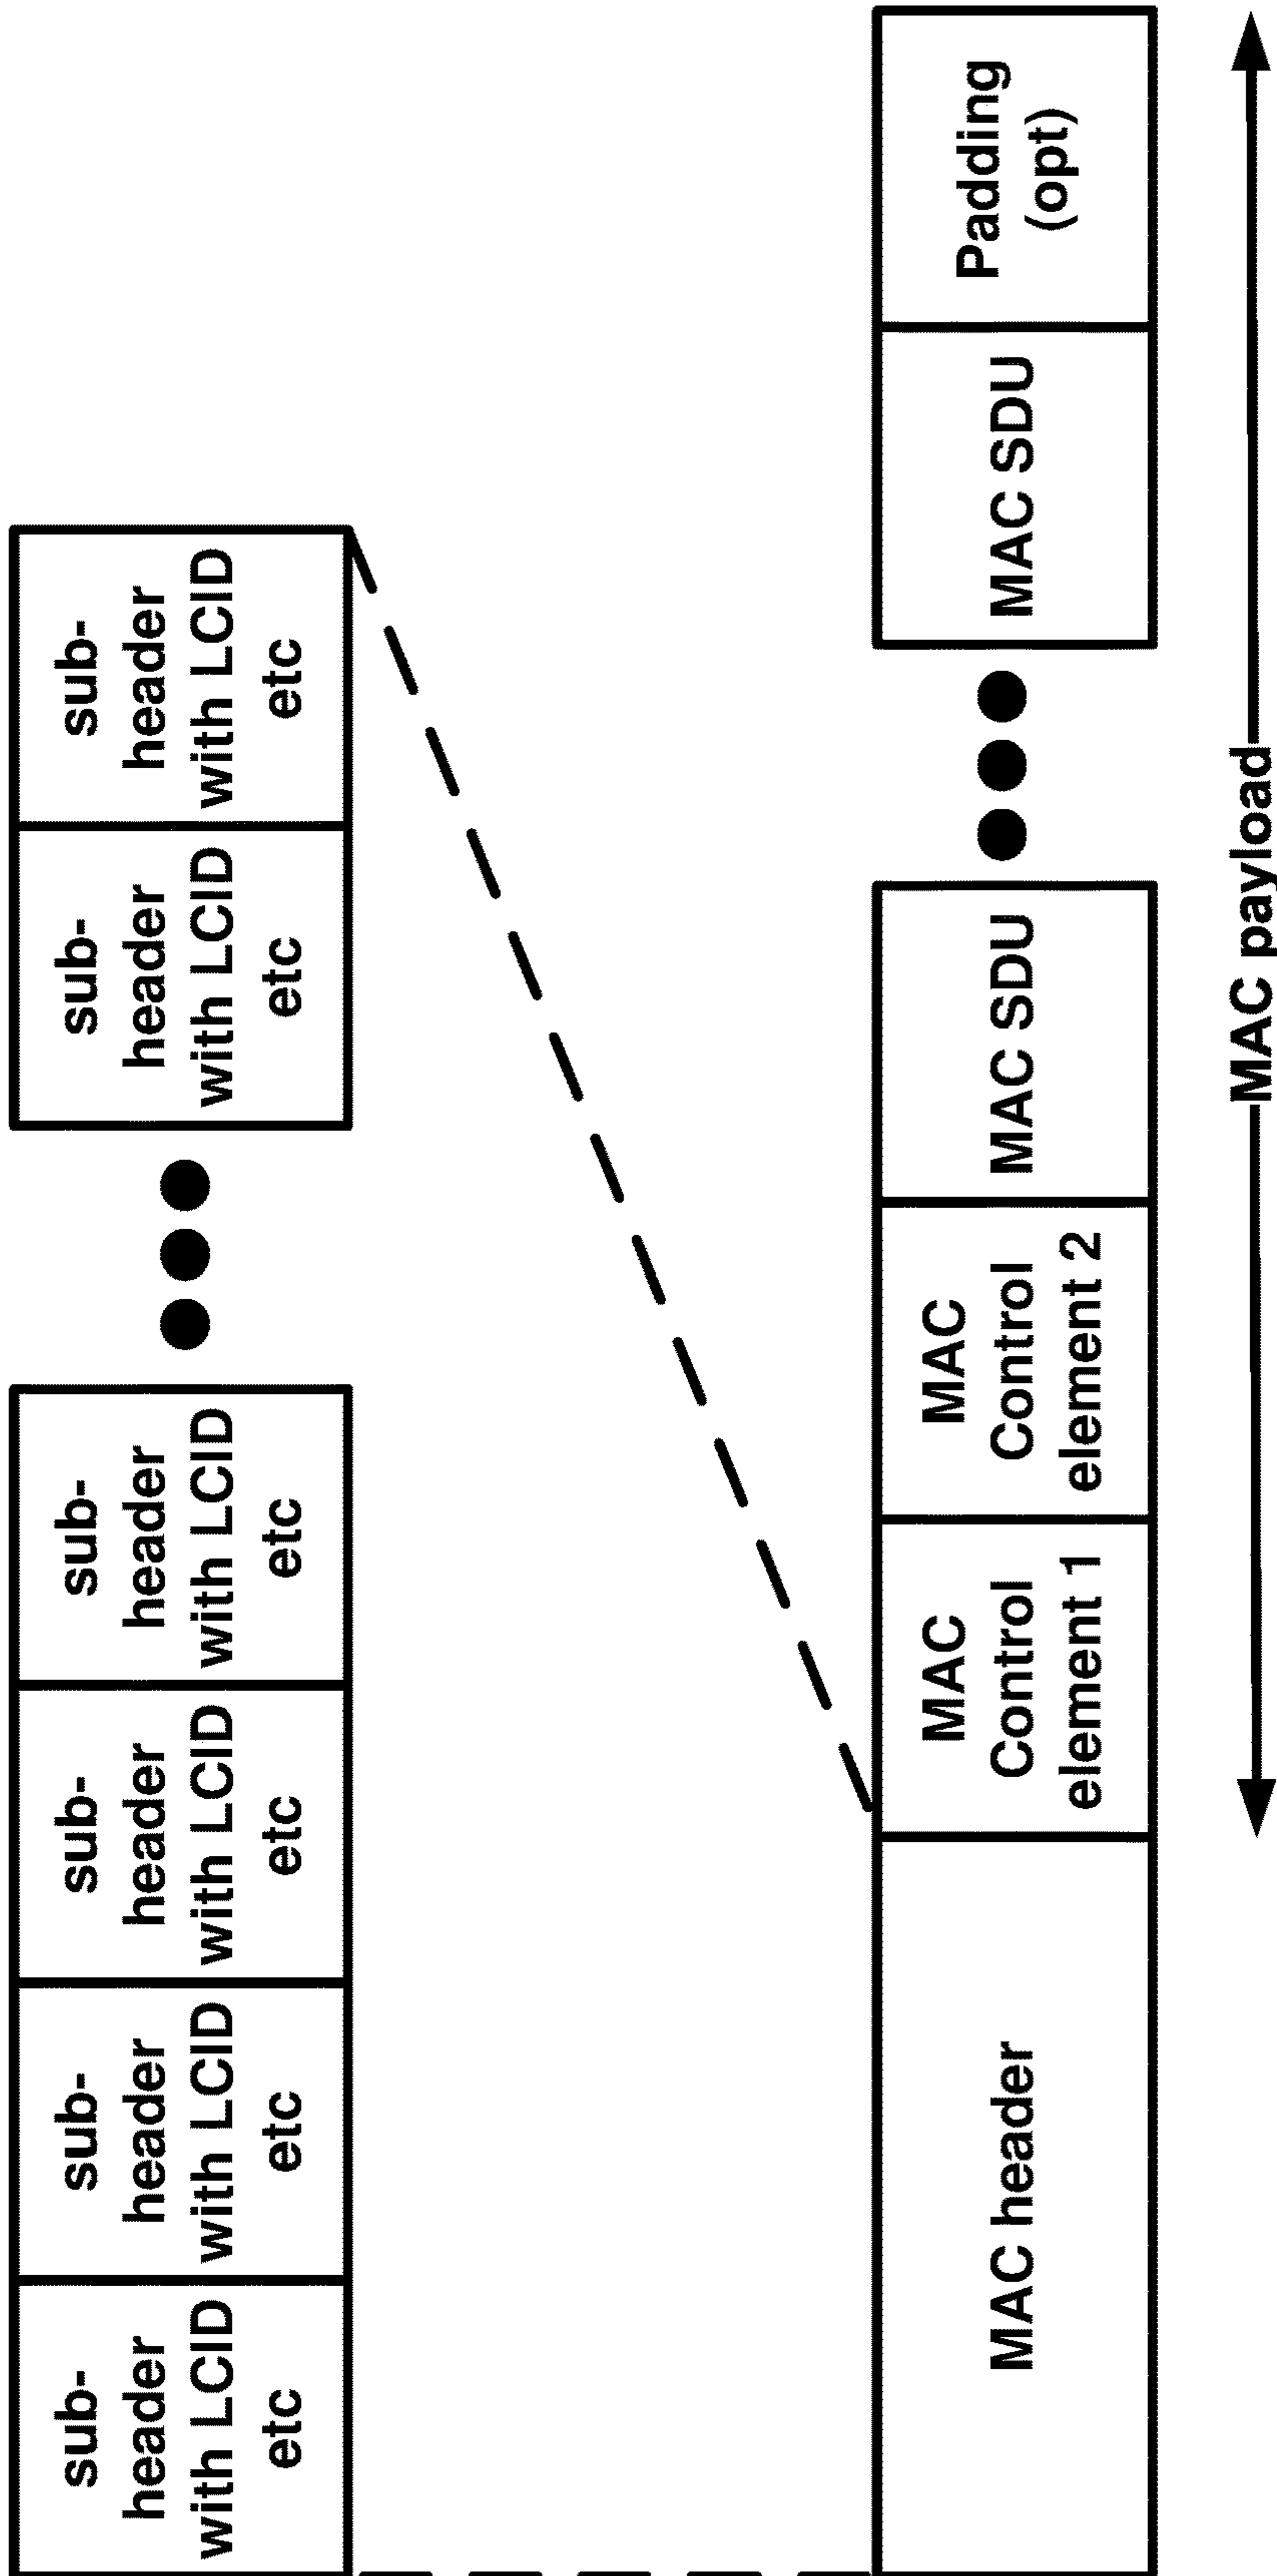 sub-
header
with LCID
etc
sub-
header
with LCID
etc
sub-
header
with LCID
etc
sub-
header
with LCID
etc
sub-
header
with LCID
etc
sub-
header
with LCID
etc
MAC header
MAC
Control
element 1
MAC
Control
element 2
MAC SDU
MAC SDU
Padding
(opt)
MAC payload